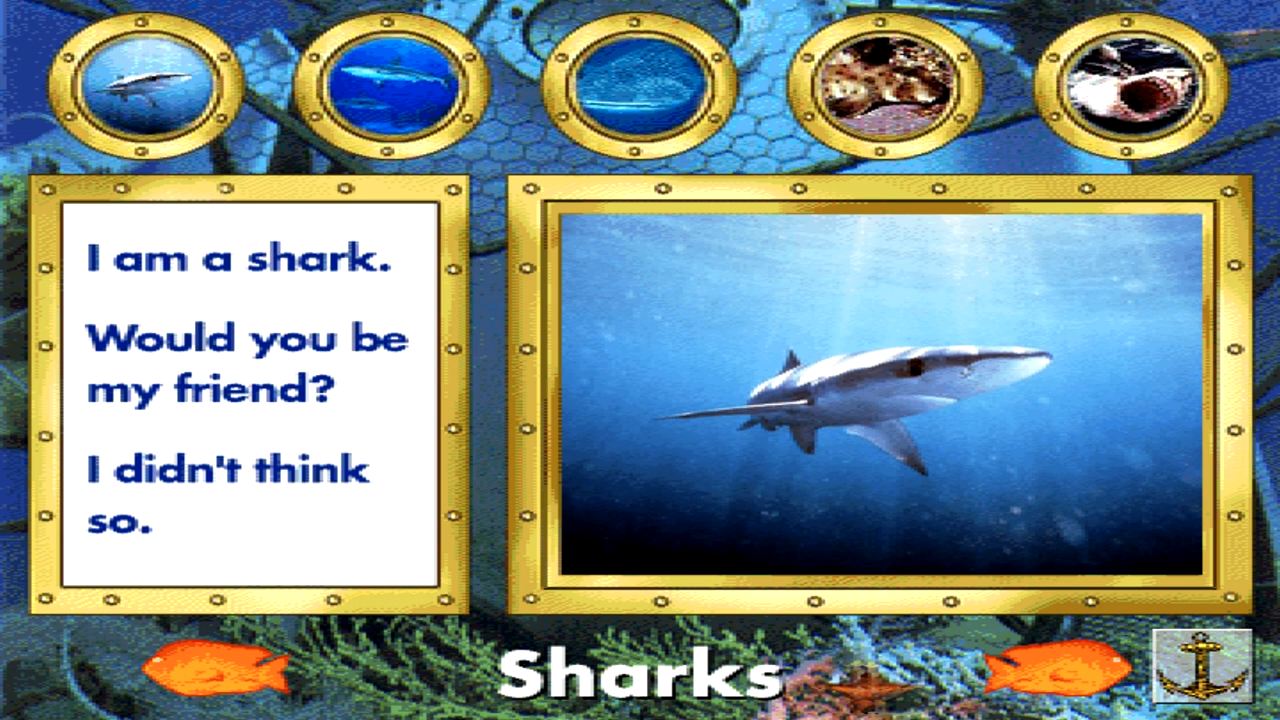 I am a shark.
Would you be
my friend?
I didn't think
so.
Sharks